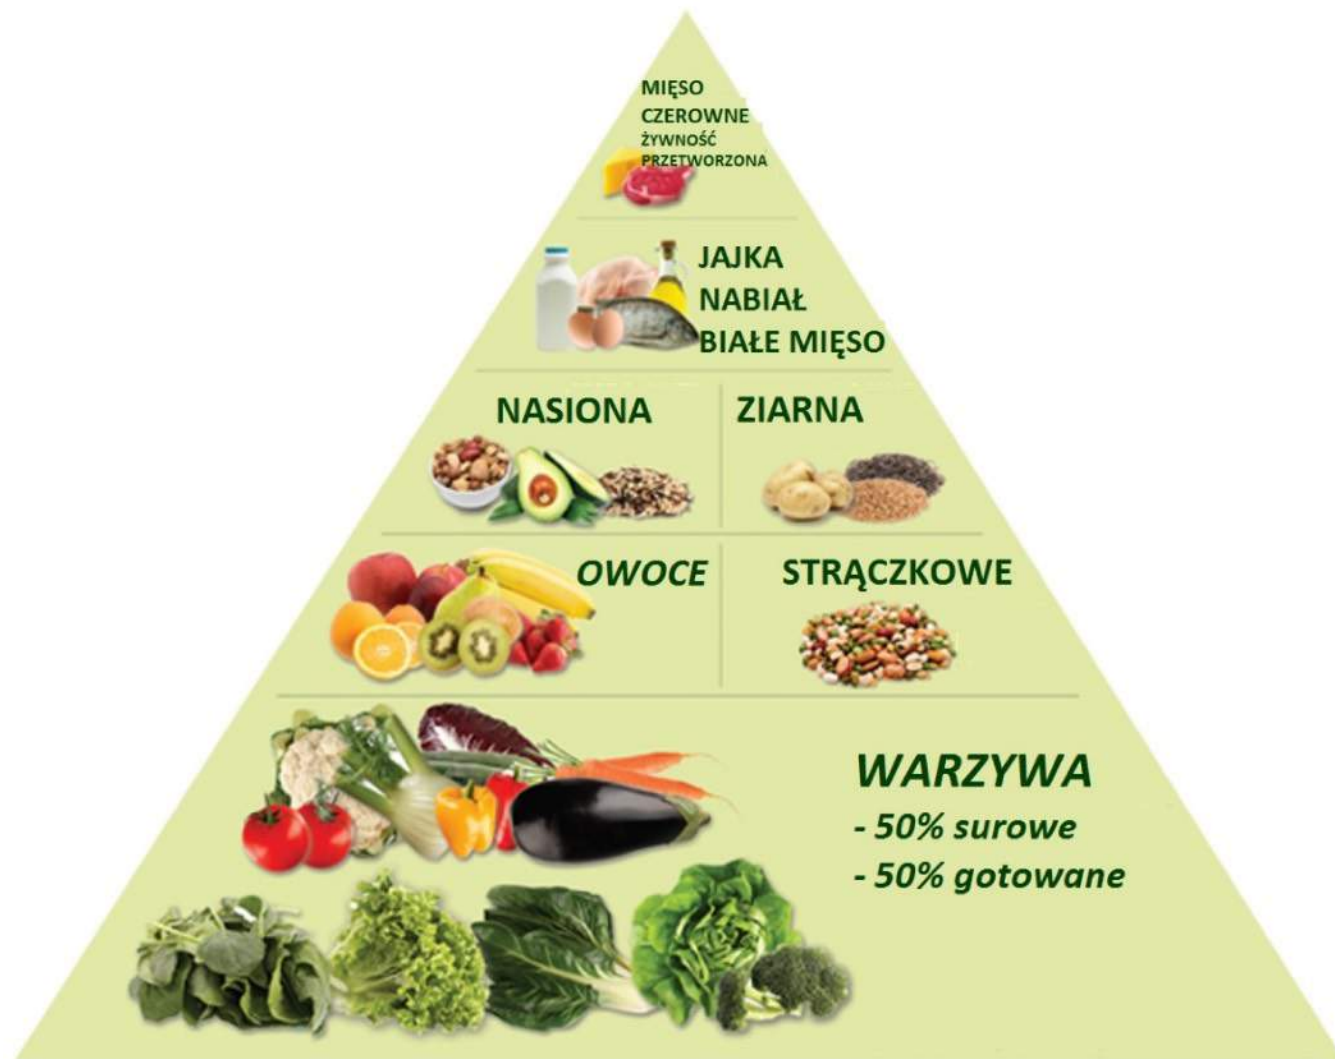 MIĘSO
CZEROWNE
ŻYWNOŚĆ
PRZETWORZONA
JAJKA
NABIAŁ
BIAŁE MIĘSO
NASIONA
ZIARNA
OWOCE
STRĄCZKOWE
WARZYWA
- 50% surowe
- 50% gotowane